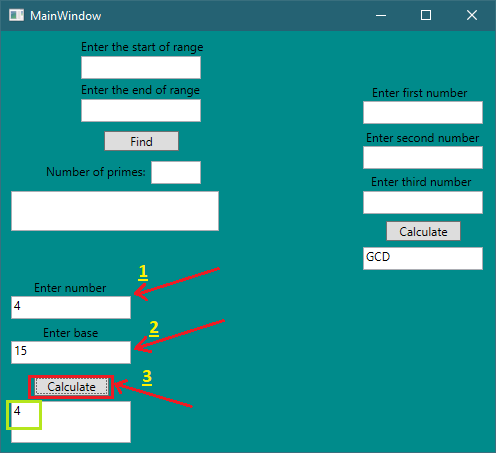 MainWindow
Enter the start of range
Enter the end of range
Find
Number of primes:
Enter first number
Enter second number
Enter third number
Calculate
GCD
1
Enter number
4
2
Enter base
15
3
Calculate
4